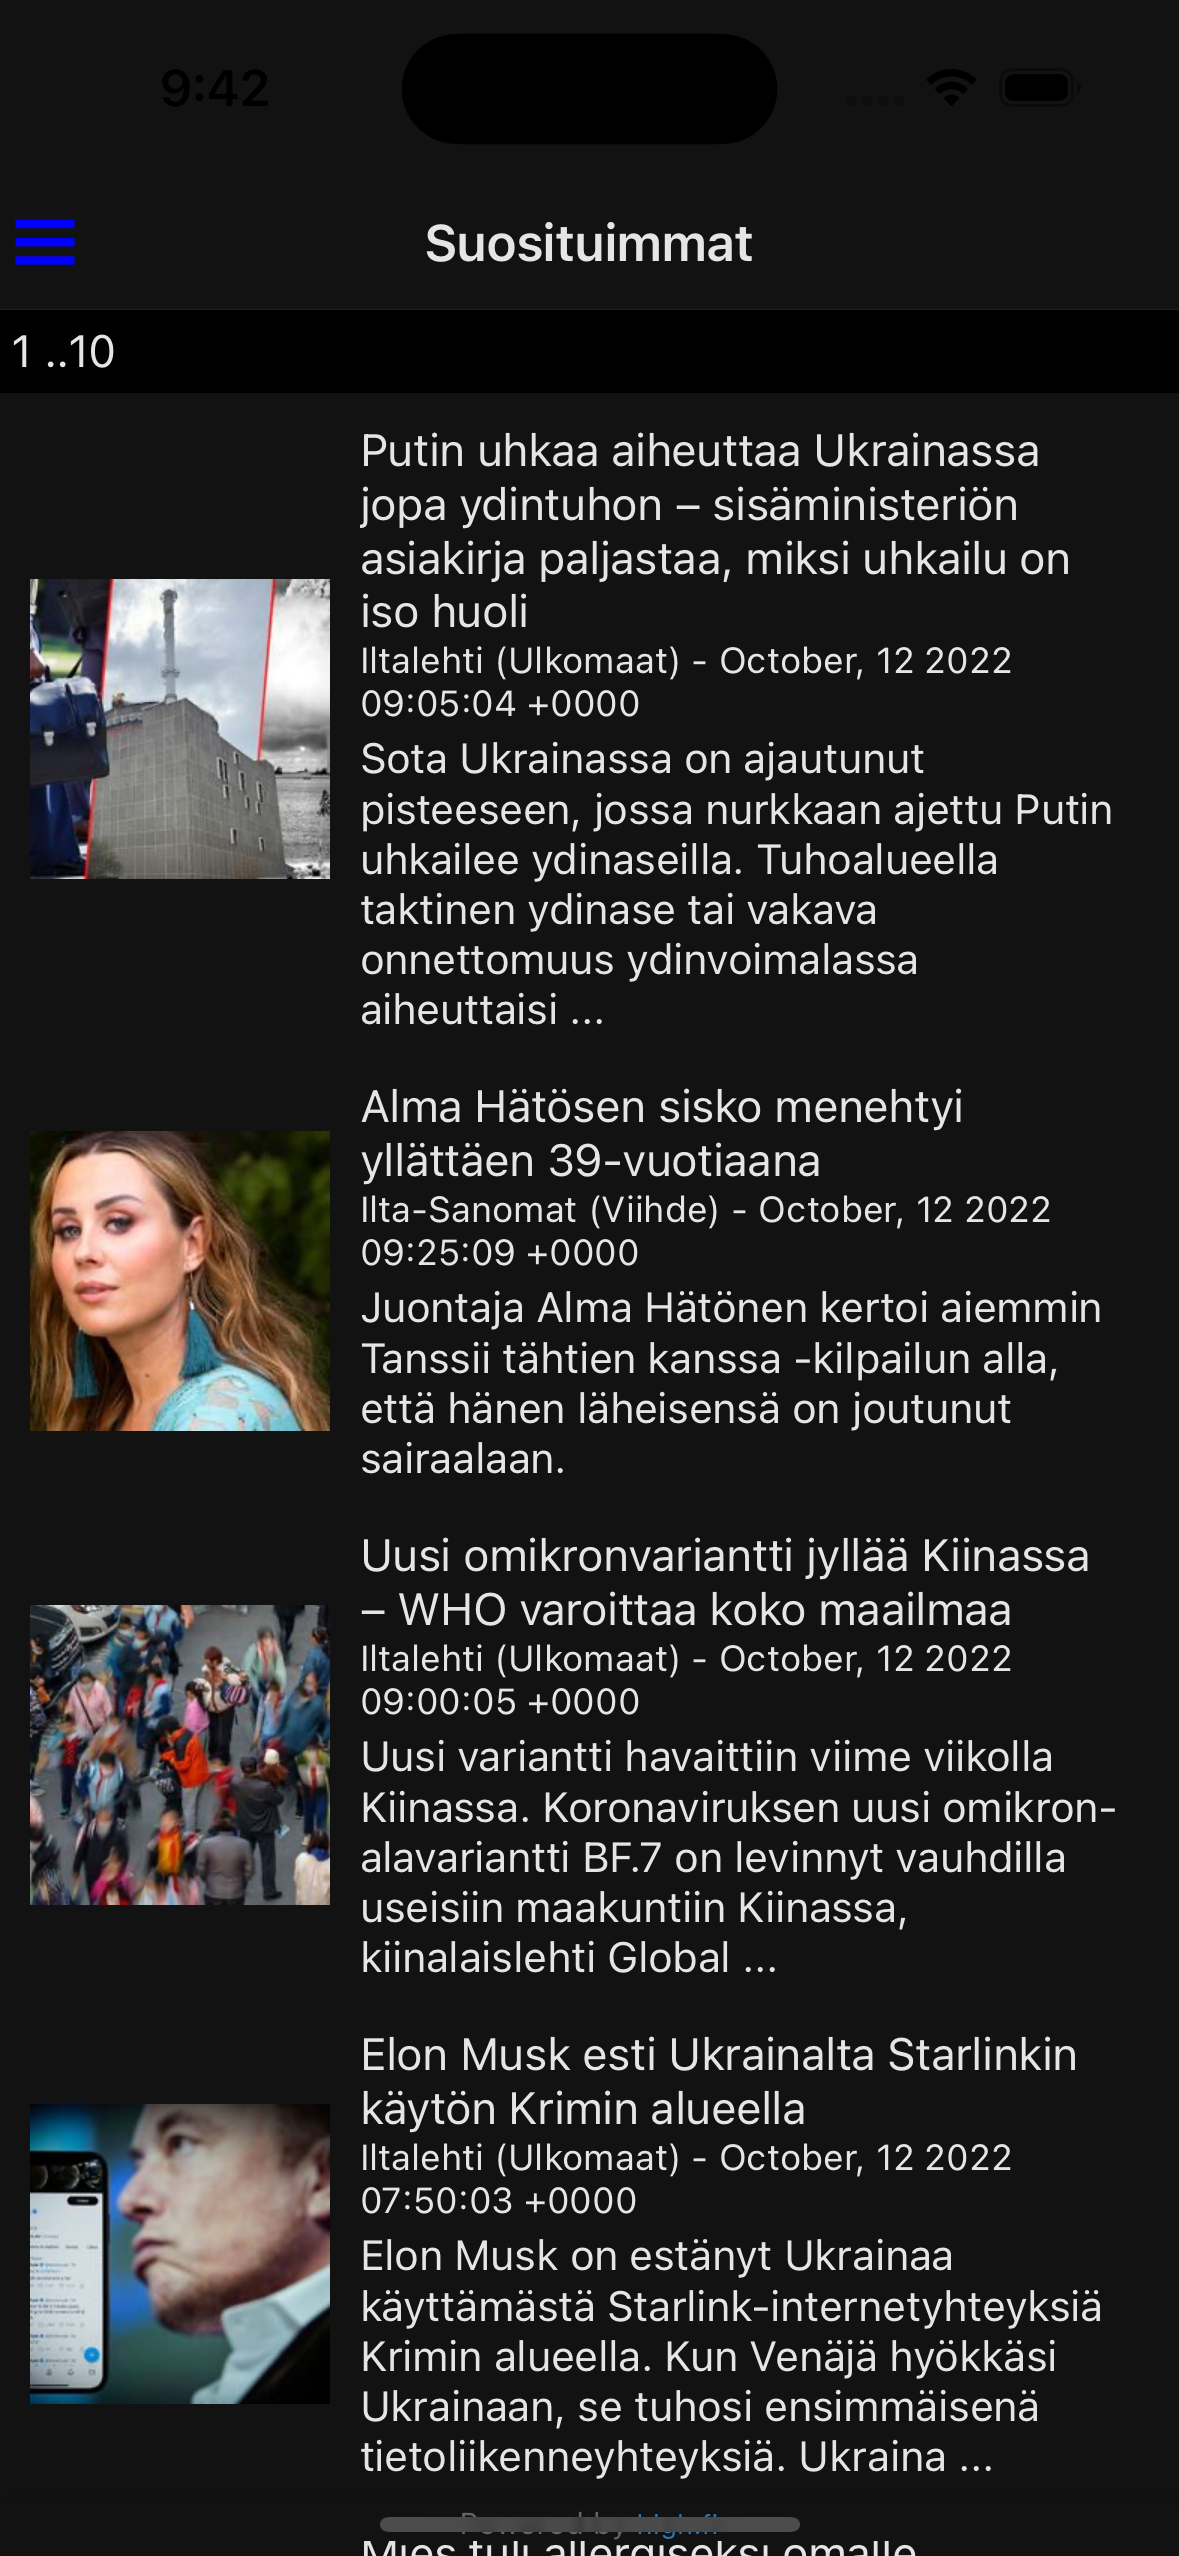 9:42
Suosituimmat
1 ..10
Putin uhkaa aiheuttaa Ukrainassa
jopa ydintuhon – sisäministeriön
asiakirja paljastaa, miksi uhkailu on
iso huoli
Iltalehti (Ulkomaat) - October, 12 2022
09:05:04 +0000
Sota Ukrainassa on ajautunut
pisteeseen, jossa nurkkaan ajettu Putin
uhkailee ydinaseilla. Tuhoalueella
taktinen ydinase tai vakava
onnettomuus ydinvoimalassa
aiheuttaisi ...
Alma Hätösen sisko menehtyi
yllättäen 39-vuotiaana
Ilta-Sanomat (Viihde) - October, 12 2022
09:25:09 +0000
Juontaja Alma Hätönen kertoi aiemmin
Tanssii tähtien kanssa -kilpailun alla,
että hänen läheisensä on joutunut
sairaalaan.
Uusi omikronvariantti jyllää Kiinassa
– WHO varoittaa koko maailmaa
Iltalehti (Ulkomaat) - October, 12 2022
09:00:05 +0000
Uusi variantti havaittiin viime viikolla
Kiinassa. Koronaviruksen uusi omikron-
alavariantti BF.7 on levinnyt vauhdilla
useisiin maakuntiin Kiinassa,
kiinalaislehti Global ...
Elon Musk esti Ukrainalta Starlinkin
käytön Krimin alueella
Iltalehti (Ulkomaat) - October, 12 2022
07:50:03 +0000
Elon Musk on estänyt Ukrainaa
käyttämästä Starlink-internetyhteyksiä
Krimin alueella. Kun Venäjä hyökkäsi
Ukrainaan, se tuhosi ensimmäisenä
tietoliikenneyhteyksiä. Ukraina ...
Powered by high.fi
Mies tuli allergiseksi omalle